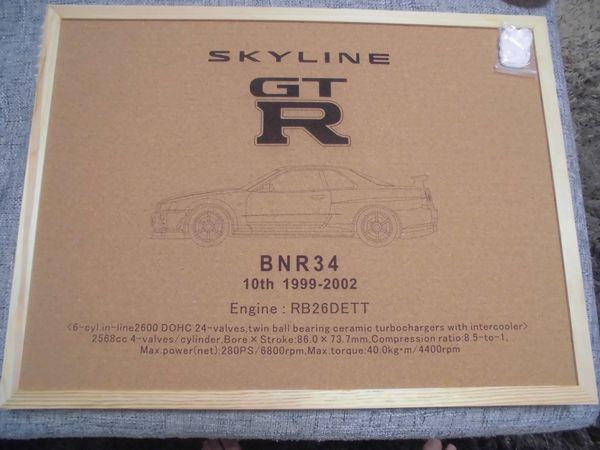 SKYLINE
GT
R
BNR34
10th 1999-2002
Engine : RB26DETT
<6-cyl.in-line2600 DOHC 24-valves,twin ball bearing ceramic turbochargers with intercooler>
2568cc 4-valves/cylinder,Bore×Stroke:86.0×73.7mm,Compression ratio:8.5-to-1,
Max.power(net):280PS/6800rpm,Max.torque:40.0kg·m/4400rpm